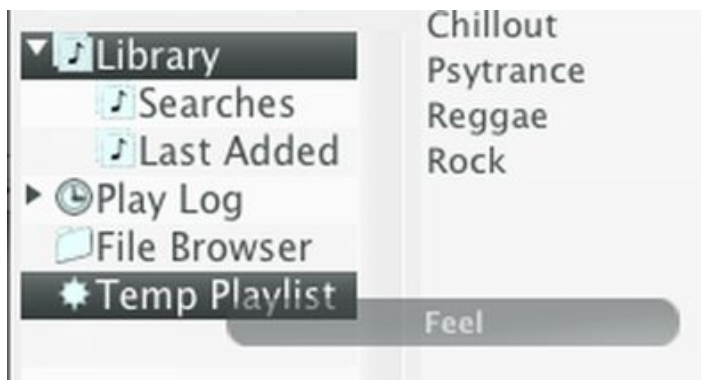 Library
Searches
Last Added
Play Log
File Browser
Temp Playlist
Chillout
Psytrance
Reggae
Rock
Feel